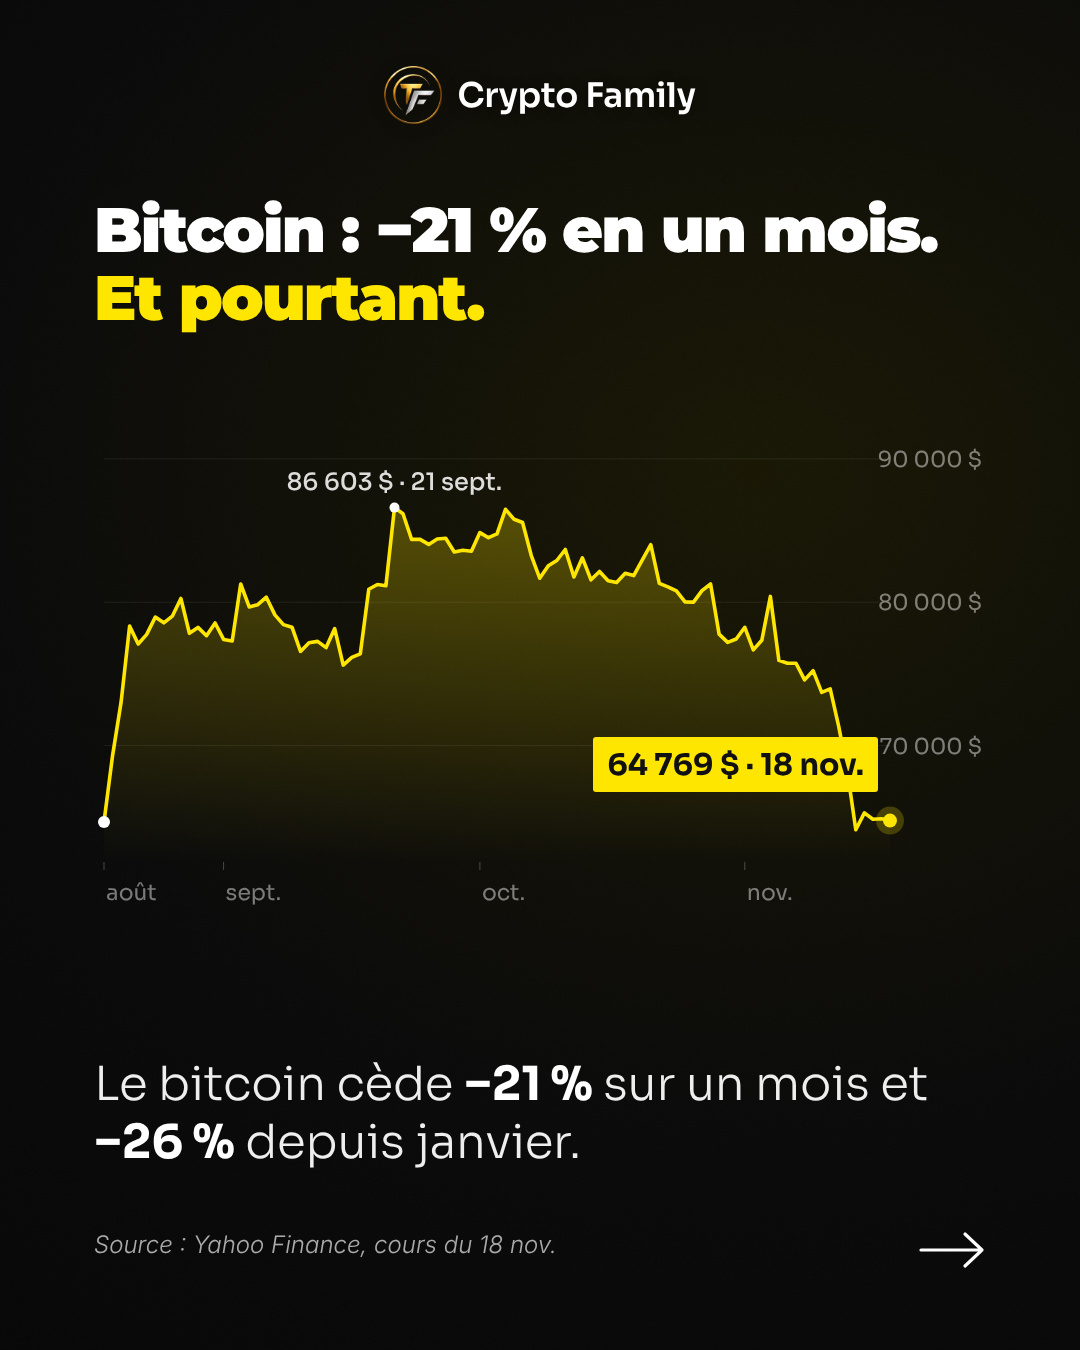 Crypto Family
Bitcoin : −21 % en un mois.
Et pourtant.
90 000 $
86 603 $ · 21 sept.
80 000 $
70 000 $
64 769 $ · 18 nov.
août sept. oct. nov.
Le bitcoin cède −21 % sur un mois et
−26 % depuis janvier.
Source : Yahoo Finance, cours du 18 nov.